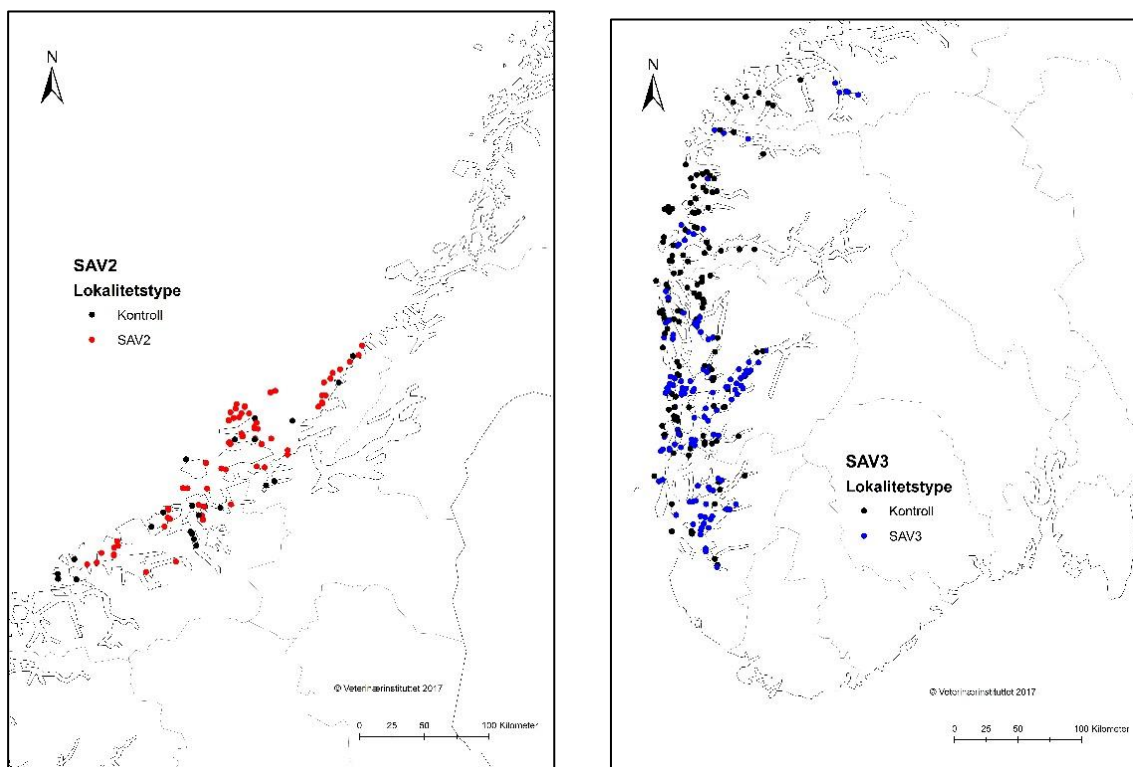 N
SAV2
Lokalitetstype
Kontroll
SAV2
© Veterinærinstituttet 2017
0 25 50 100 Kilometer
N
SAV3
Lokalitetstype
Kontroll
SAV3
© Veterinærinstituttet 2017
0 25 50 100 Kilometer